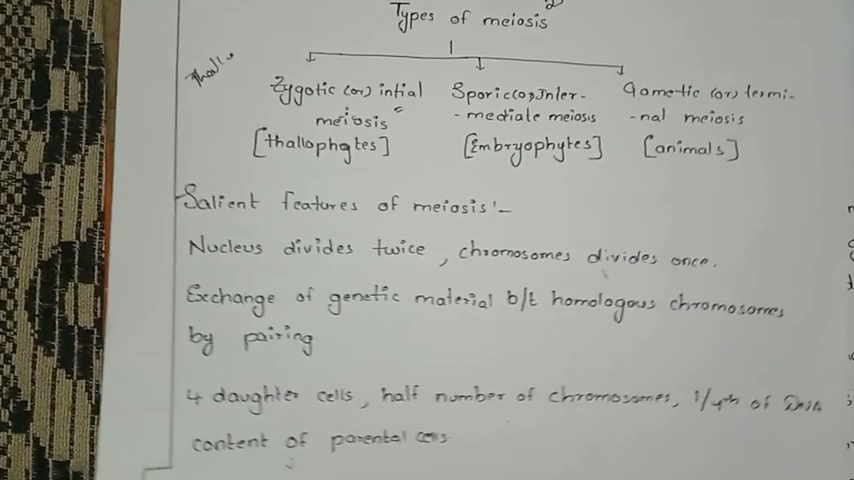 Types of meiosis
Zygotic (or) intial Sporic (or) Inter- Gametic (or) termi-
meiosis -mediate meiosis -nal meiosis
[thallophytes] [Embryophytes] [animals]
Salient features of meiosis :-
Nucleus divides twice, chromosomes divides once.
Exchange of genetic material b/t homologous chromosomes
by pairing
4 daughter cells, half number of chromosomes, 1/4th of DNA
content of parental cells